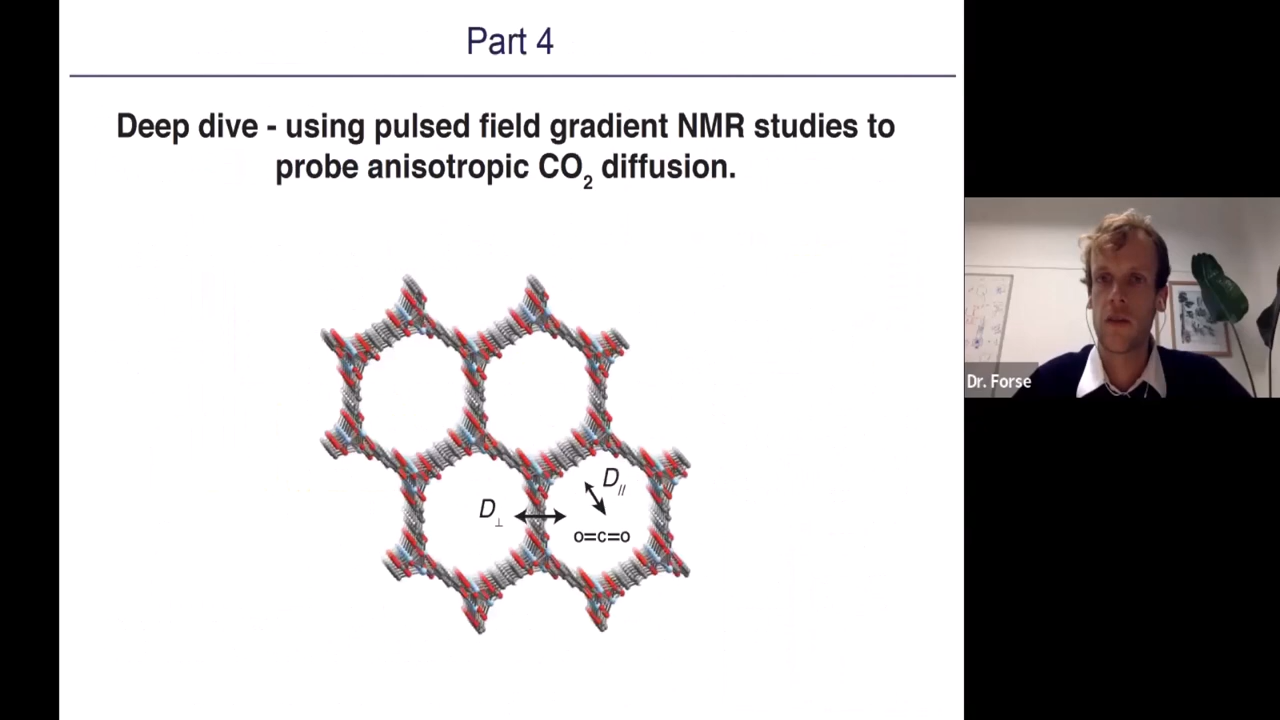 Part 4
Deep dive - using pulsed field gradient NMR studies to
probe anisotropic CO₂ diffusion.
D//
D⊥
o=c=o
Dr. Forse